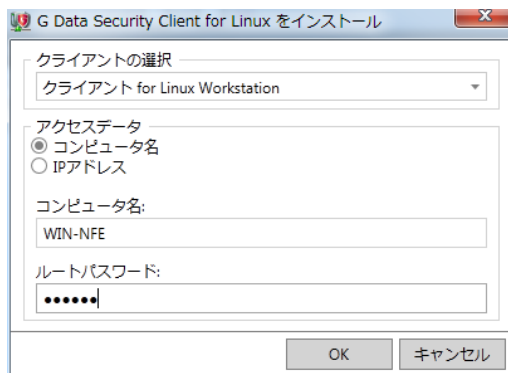 G Data Security Client for Linux をインストール
クライアントの選択
クライアント for Linux Workstation
アクセスデータ
コンピュータ名
IPアドレス
コンピュータ名:
WIN-NFE
ルートパスワード:
●●●●●●
OK
キャンセル